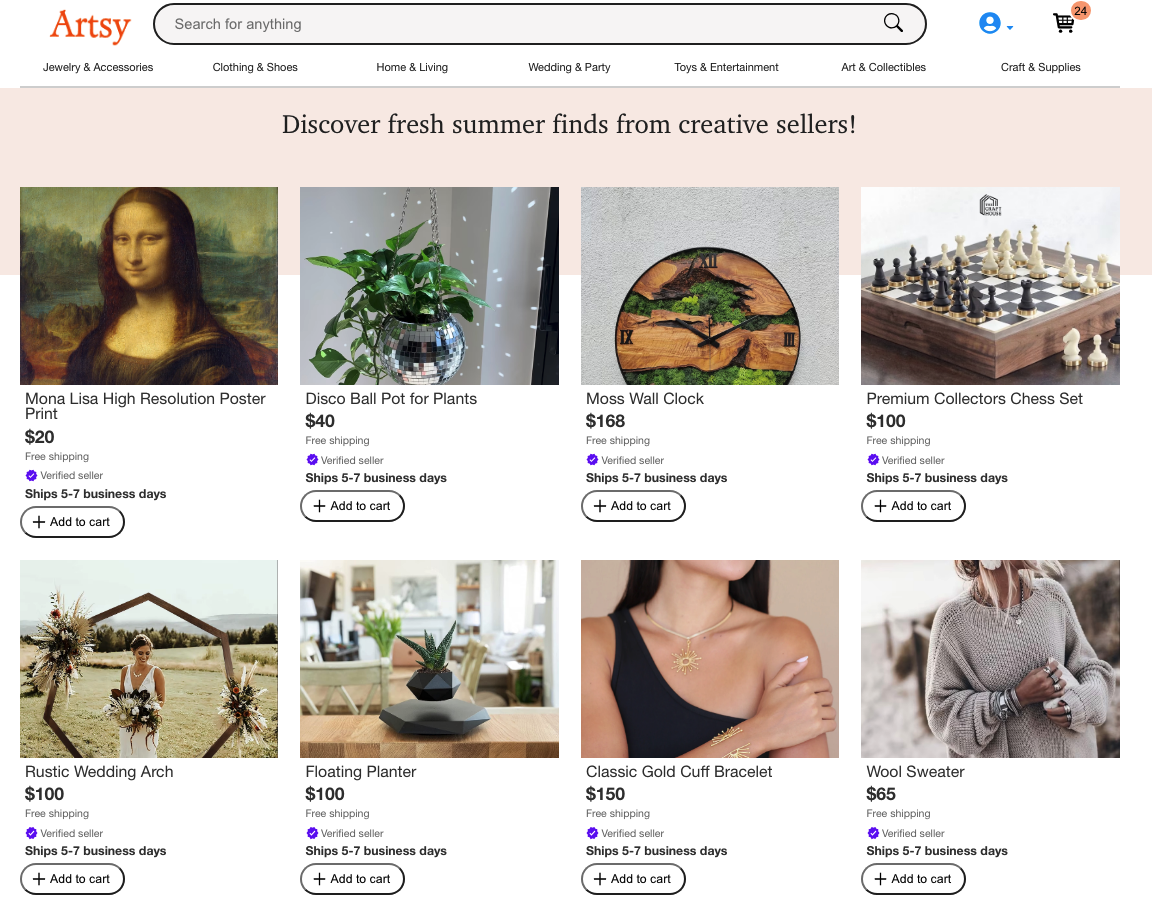 Artsy
Search for anything
24
Jewelry & Accessories
Clothing & Shoes
Home & Living
Wedding & Party
Toys & Entertainment
Art & Collectibles
Craft & Supplies
Discover fresh summer finds from creative sellers!
XII
IX
III
CRAFT
HOUSE
Mona Lisa High Resolution Poster
Print
$20
Free shipping
Verified seller
Ships 5-7 business days
Add to cart
Disco Ball Pot for Plants
$40
Free shipping
Verified seller
Ships 5-7 business days
Add to cart
Moss Wall Clock
$168
Free shipping
Verified seller
Ships 5-7 business days
Add to cart
Premium Collectors Chess Set
$100
Free shipping
Verified seller
Ships 5-7 business days
Add to cart
Rustic Wedding Arch
$100
Free shipping
Verified seller
Ships 5-7 business days
Add to cart
Floating Planter
$100
Free shipping
Verified seller
Ships 5-7 business days
Add to cart
Classic Gold Cuff Bracelet
$150
Free shipping
Verified seller
Ships 5-7 business days
Add to cart
Wool Sweater
$65
Free shipping
Verified seller
Ships 5-7 business days
Add to cart